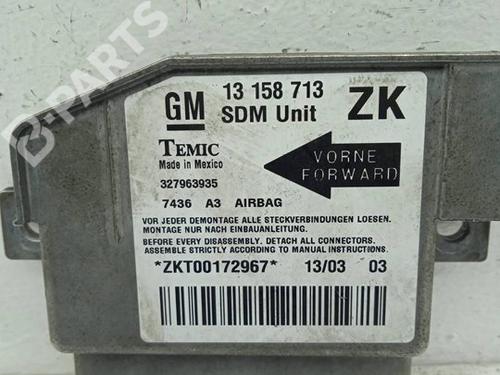 B-PARTS
GM 13 158 713 ZK
SDM Unit
TEMIC
Made in Mexico
327963935
VORNE
FORWARD
7436 A3 AIRBAG
VOR JEDER DEMONTAGE ALLE STECKVERBINDUNGEN LOESEN.
MONTAGE NUR NACH EINBAUANLEITUNG.
BEFORE EVERY DISASSEMBLY. DETACH ALL CONNECTORS.
ASSEMBLE STRICTLY ACCORDING TO MANUAL INSTRUCTIONS.
*ZKT00172967* 13/03 03